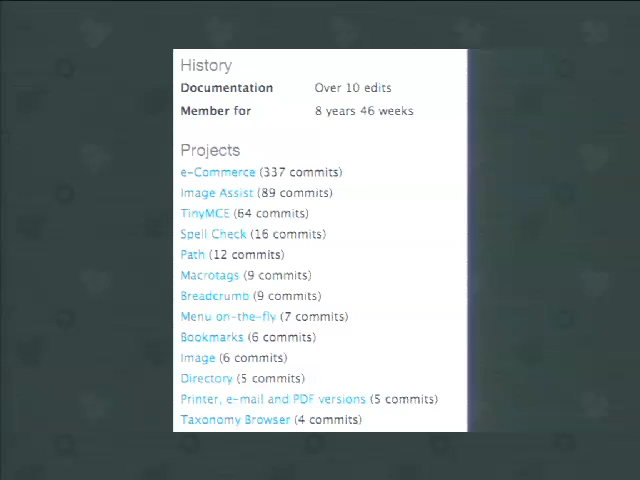 History
Documentation Over 10 edits
Member for 8 years 46 weeks
Projects
e-Commerce (337 commits)
Image Assist (89 commits)
TinyMCE (64 commits)
Spell Check (16 commits)
Path (12 commits)
Macrotags (9 commits)
Breadcrumb (9 commits)
Menu on-the-fly (7 commits)
Bookmarks (6 commits)
Image (6 commits)
Directory (5 commits)
Printer, e-mail and PDF versions (5 commits)
Taxonomy Browser (4 commits)